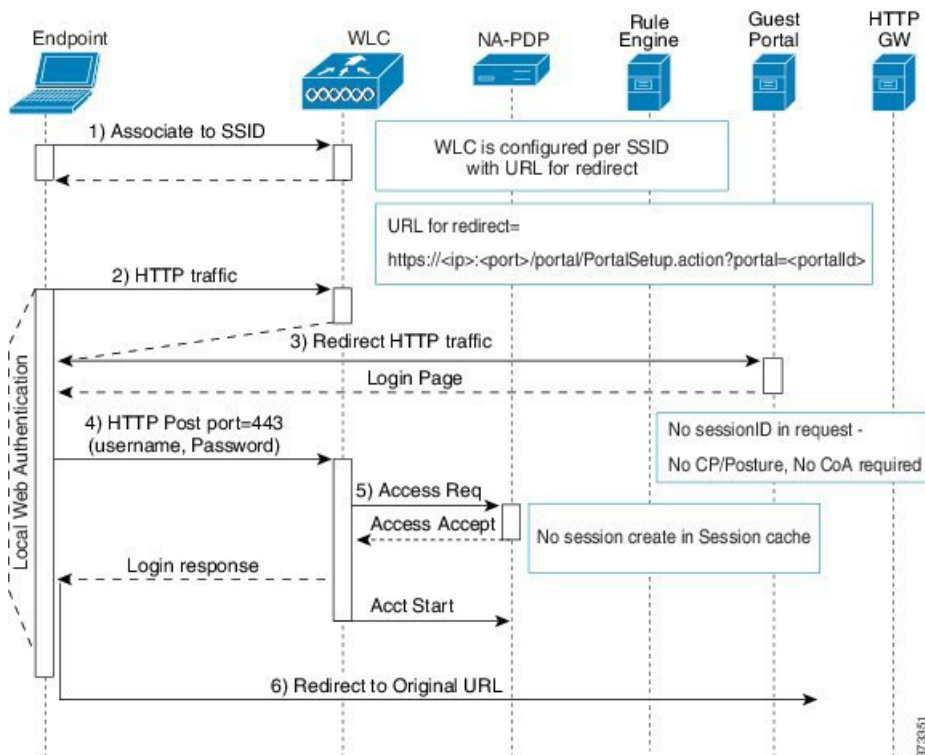 Endpoint
WLC
NA-PDP
Rule
Engine
Guest
Portal
HTTP
GW
1) Associate to SSID
WLC is configured per SSID
with URL for redirect
URL for redirect=
https://<ip>:<port>/portal/PortalSetup.action?portal=<portalId>
2) HTTP traffic
3) Redirect HTTP traffic
Login Page
Local Web Authentication
4) HTTP Post port=443
(username, Password)
No sessionID in request -
No CP/Posture, No CoA required
5) Access Req
Access Accept
No session create in Session cache
Login response
Acct Start
6) Redirect to Original URL
373351